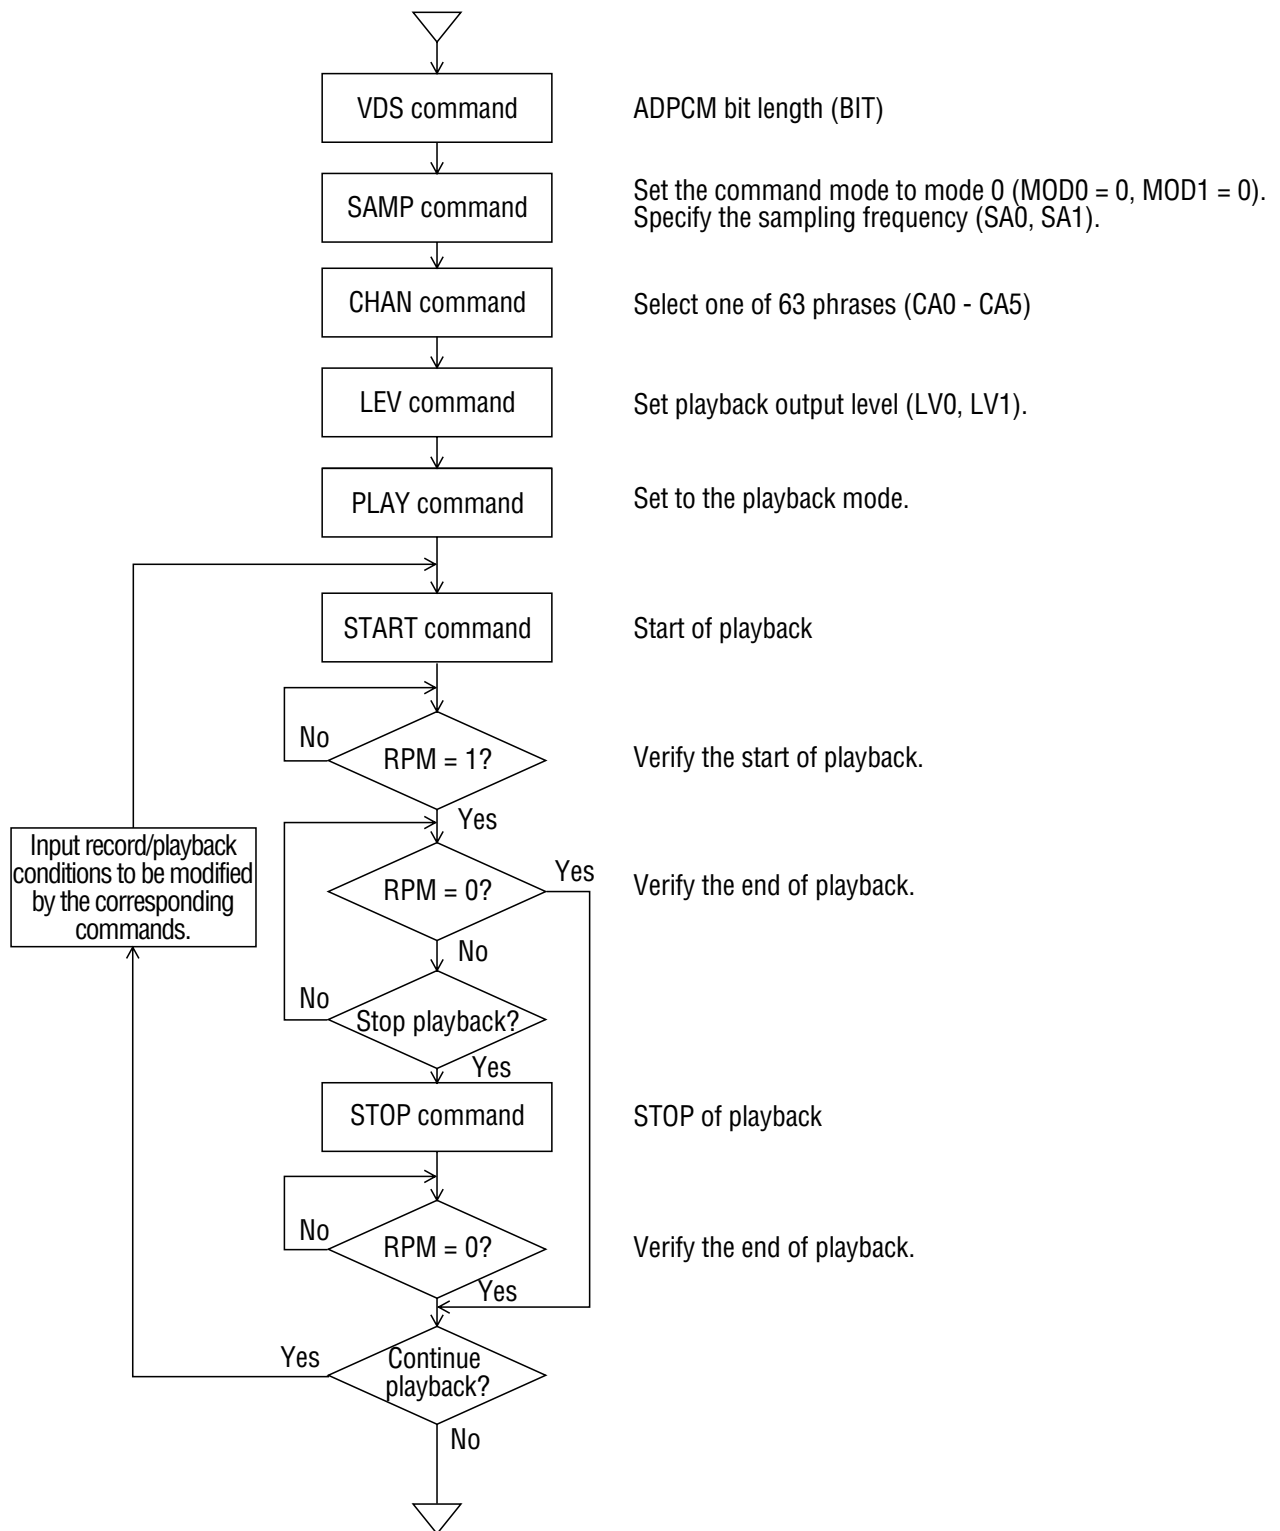 VDS command
ADPCM bit length (BIT)
SAMP command
Set the command mode to mode 0 (MOD0 = 0, MOD1 = 0).
Specify the sampling frequency (SA0, SA1).
CHAN command
Select one of 63 phrases (CA0 - CA5)
LEV command
Set playback output level (LV0, LV1).
PLAY command
Set to the playback mode.
START command
Start of playback
No
RPM = 1?
Verify the start of playback.
Yes
Input record/playback
conditions to be modified
by the corresponding
commands.
RPM = 0?
Yes
Verify the end of playback.
No
No
Stop playback?
Yes
STOP command
STOP of playback
No
RPM = 0?
Verify the end of playback.
Yes
Yes
Continue
playback?
No